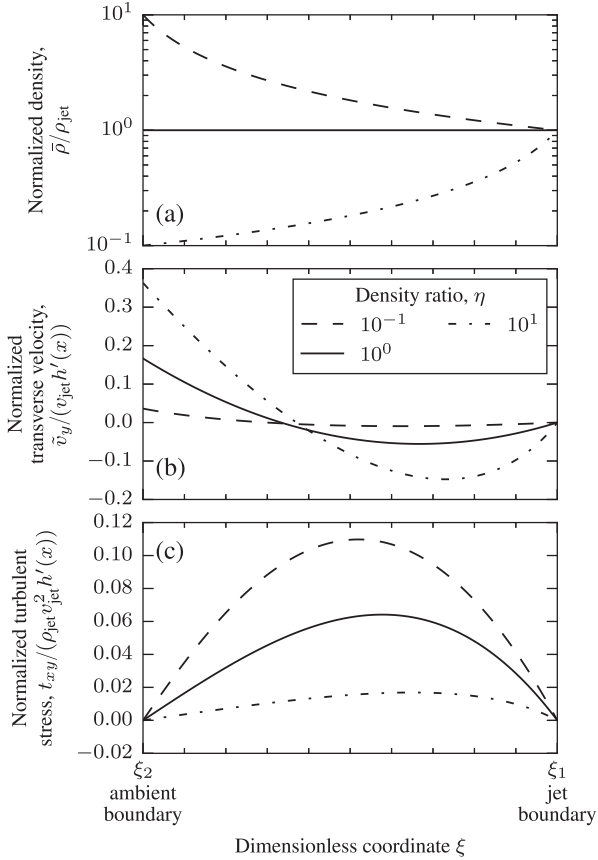 Normalized density,
ρ̄/ρ_jet
10^1
10^0
10^−1
(a)
Normalized
transverse velocity,
ṽ_y/(v_jet h′(x))
0.4
0.3
0.2
0.1
0.0
−0.1
−0.2
Density ratio, η
10^−1
10^1
10^0
(b)
Normalized turbulent
stress, t_xy/(ρ_jet v_jet^2 h′(x))
0.12
0.10
0.08
0.06
0.04
0.02
0.00
−0.02
(c)
ξ_2
ambient
boundary
ξ_1
jet
boundary
Dimensionless coordinate ξ